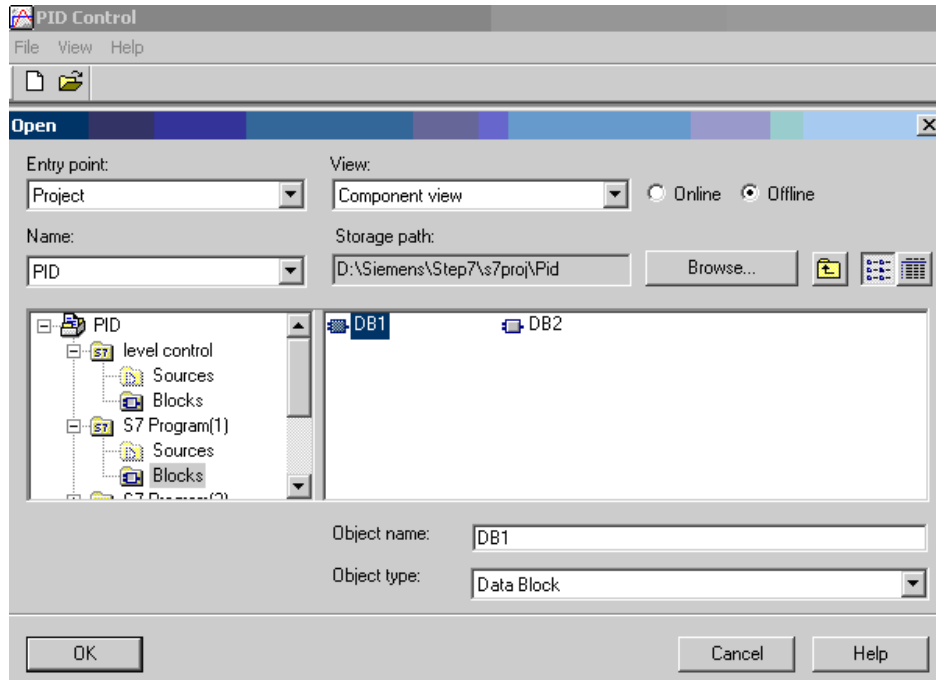 PID Control
File View Help
Open
Entry point:
View:
Project
Component view
Online
Offline
Name:
Storage path:
PID
D:\Siemens\Step7\s7proj\Pid
Browse...
PID
level control
Sources
Blocks
S7 Program(1)
Sources
Blocks
DB1
DB2
Object name:
DB1
Object type:
Data Block
OK
Cancel
Help